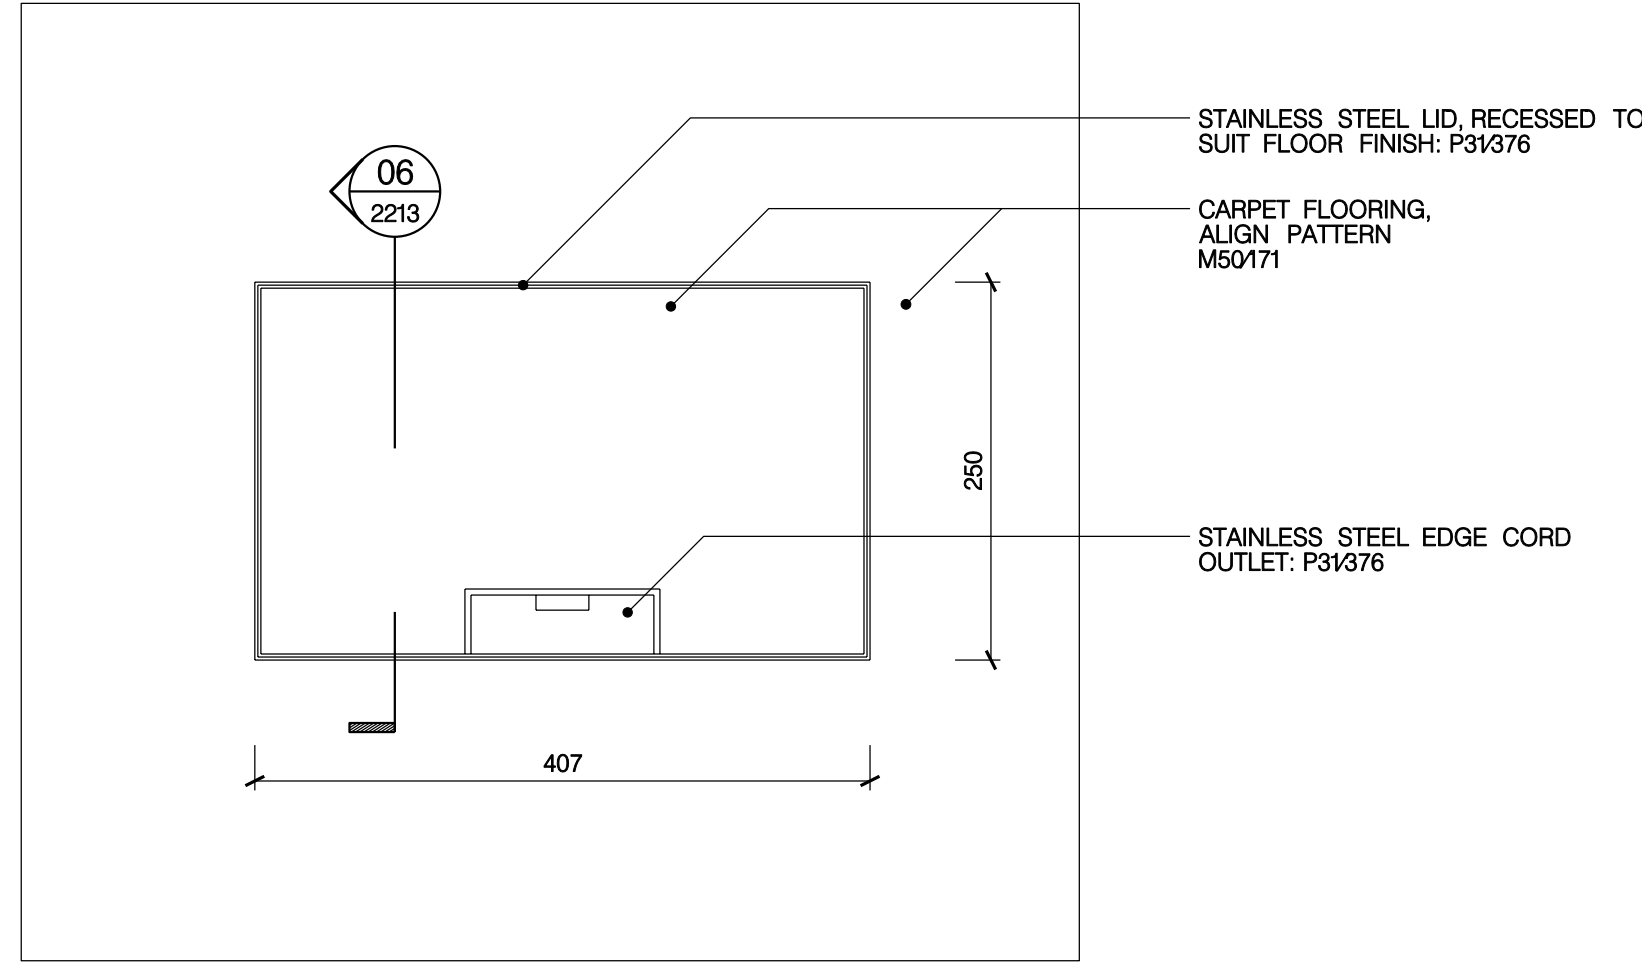 STAINLESS STEEL LID, RECESSED TO
SUIT FLOOR FINISH: P31/376
06
2213
CARPET FLOORING,
ALIGN PATTERN
M50/171
250
STAINLESS STEEL EDGE CORD
OUTLET: P31/376
407